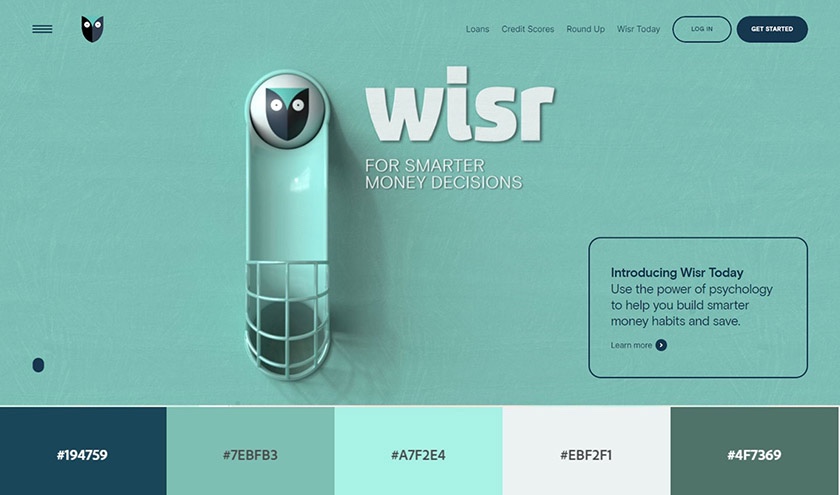 Loans Credit Scores Round Up Wisr Today LOG IN GET STARTED
wisr
FOR SMARTER
MONEY DECISIONS
Introducing Wisr Today
Use the power of psychology
to help you build smarter
money habits and save.
Learn more
#194759 #7EBFB3 #A7F2E4 #EBF2F1 #4F7369